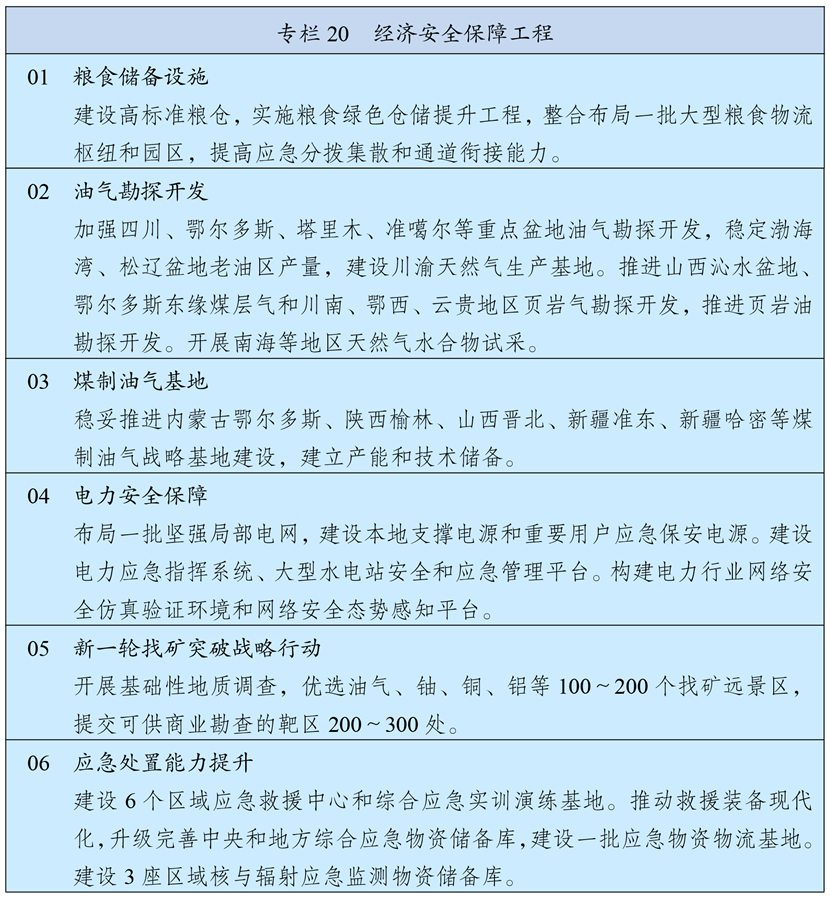 专栏 20 经济安全保障工程
01 粮食储备设施
建设高标准粮仓，实施粮食绿色仓储提升工程，整合布局一批大型粮食物流
枢纽和园区，提高应急分拨集散和通道衔接能力。
02 油气勘探开发
加强四川、鄂尔多斯、塔里木、准噶尔等重点盆地油气勘探开发，稳定渤海
湾、松辽盆地老油区产量，建设川渝天然气生产基地。推进山西沁水盆地、
鄂尔多斯东缘煤层气和川南、鄂西、云贵地区页岩气勘探开发，推进页岩油
勘探开发。开展南海等地区天然气水合物试采。
03 煤制油气基地
稳妥推进内蒙古鄂尔多斯、陕西榆林、山西晋北、新疆准东、新疆哈密等煤
制油气战略基地建设，建立产能和技术储备。
04 电力安全保障
布局一批坚强局部电网，建设本地支撑电源和重要用户应急保安电源。建设
电力应急指挥系统、大型水电站安全和应急管理平台。构建电力行业网络安
全仿真验证环境和网络安全态势感知平台。
05 新一轮找矿突破战略行动
开展基础性地质调查，优选油气、铀、铜、铝等 100～200 个找矿远景区，
提交可供商业勘查的靶区 200～300 处。
06 应急处置能力提升
建设 6 个区域应急救援中心和综合应急实训演练基地。推动救援装备现代
化，升级完善中央和地方综合应急物资储备库，建设一批应急物资物流基地。
建设 3 座区域核与辐射应急监测物资储备库。